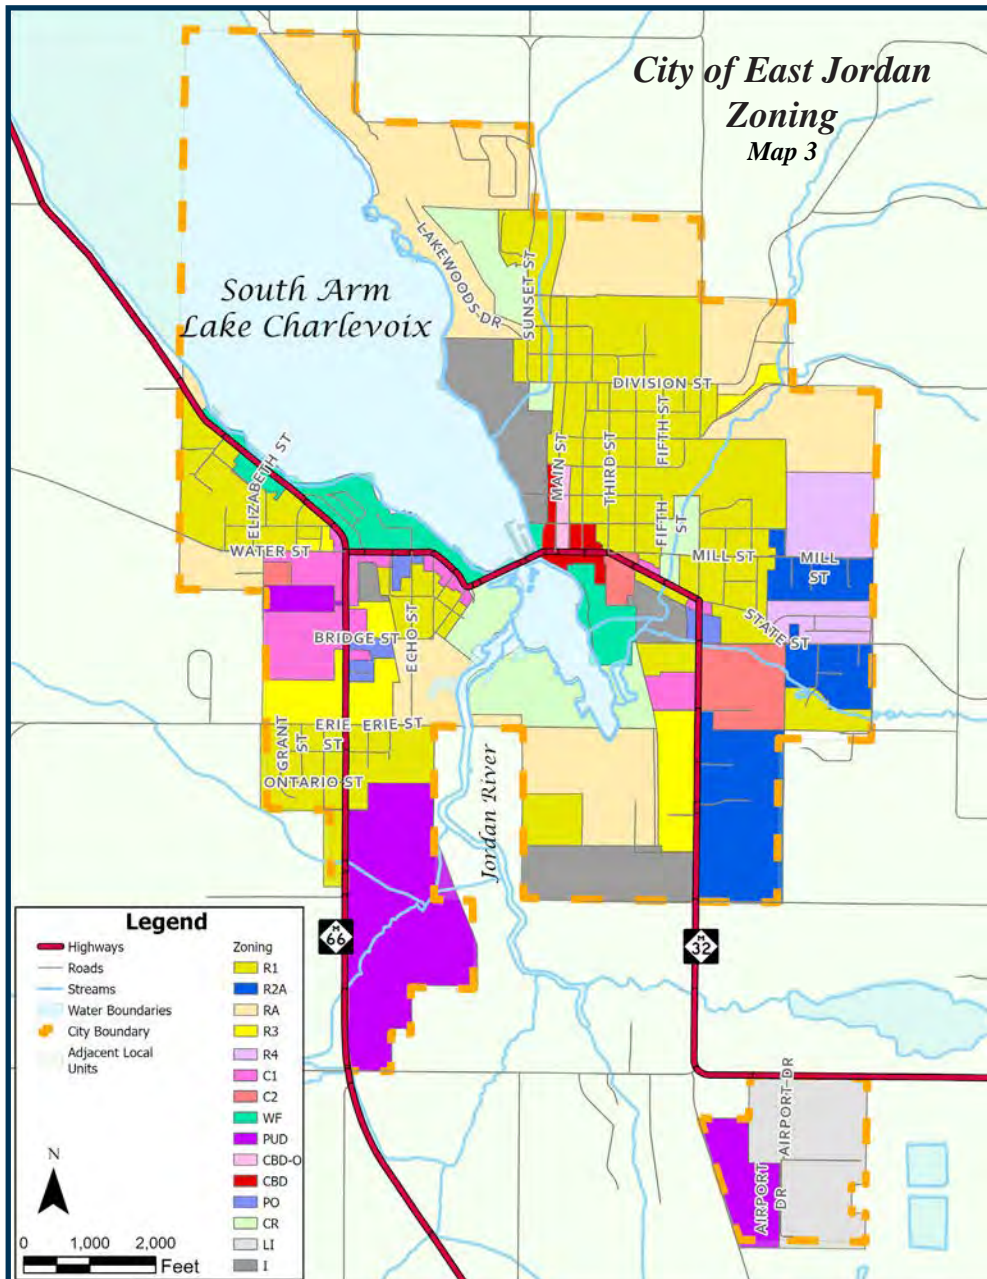 City of East Jordan
Zoning
Map 3
LAKEWOODS DR
SUNSET ST
South Arm
Lake Charlevoix
DIVISION ST
FIFTH ST
MAIN ST
THIRD ST
ELIZABETH ST
FIFTH
ST
WATER ST
MILL ST
MILL
ST
STATE ST
BRIDGE ST
ECHO ST
GRANT
ST
ERIE
ST
ERIE ST
ONTARIO ST
Jordan River
M
66
M
32
AIRPORT DR
AIRPORT
DR
Legend
Highways
Roads
Streams
Water Boundaries
City Boundary
Adjacent Local
Units
Zoning
R1
R2A
RA
R3
R4
C1
C2
WF
PUD
CBD-O
CBD
PO
CR
LI
I
N
0 1,000 2,000
Feet